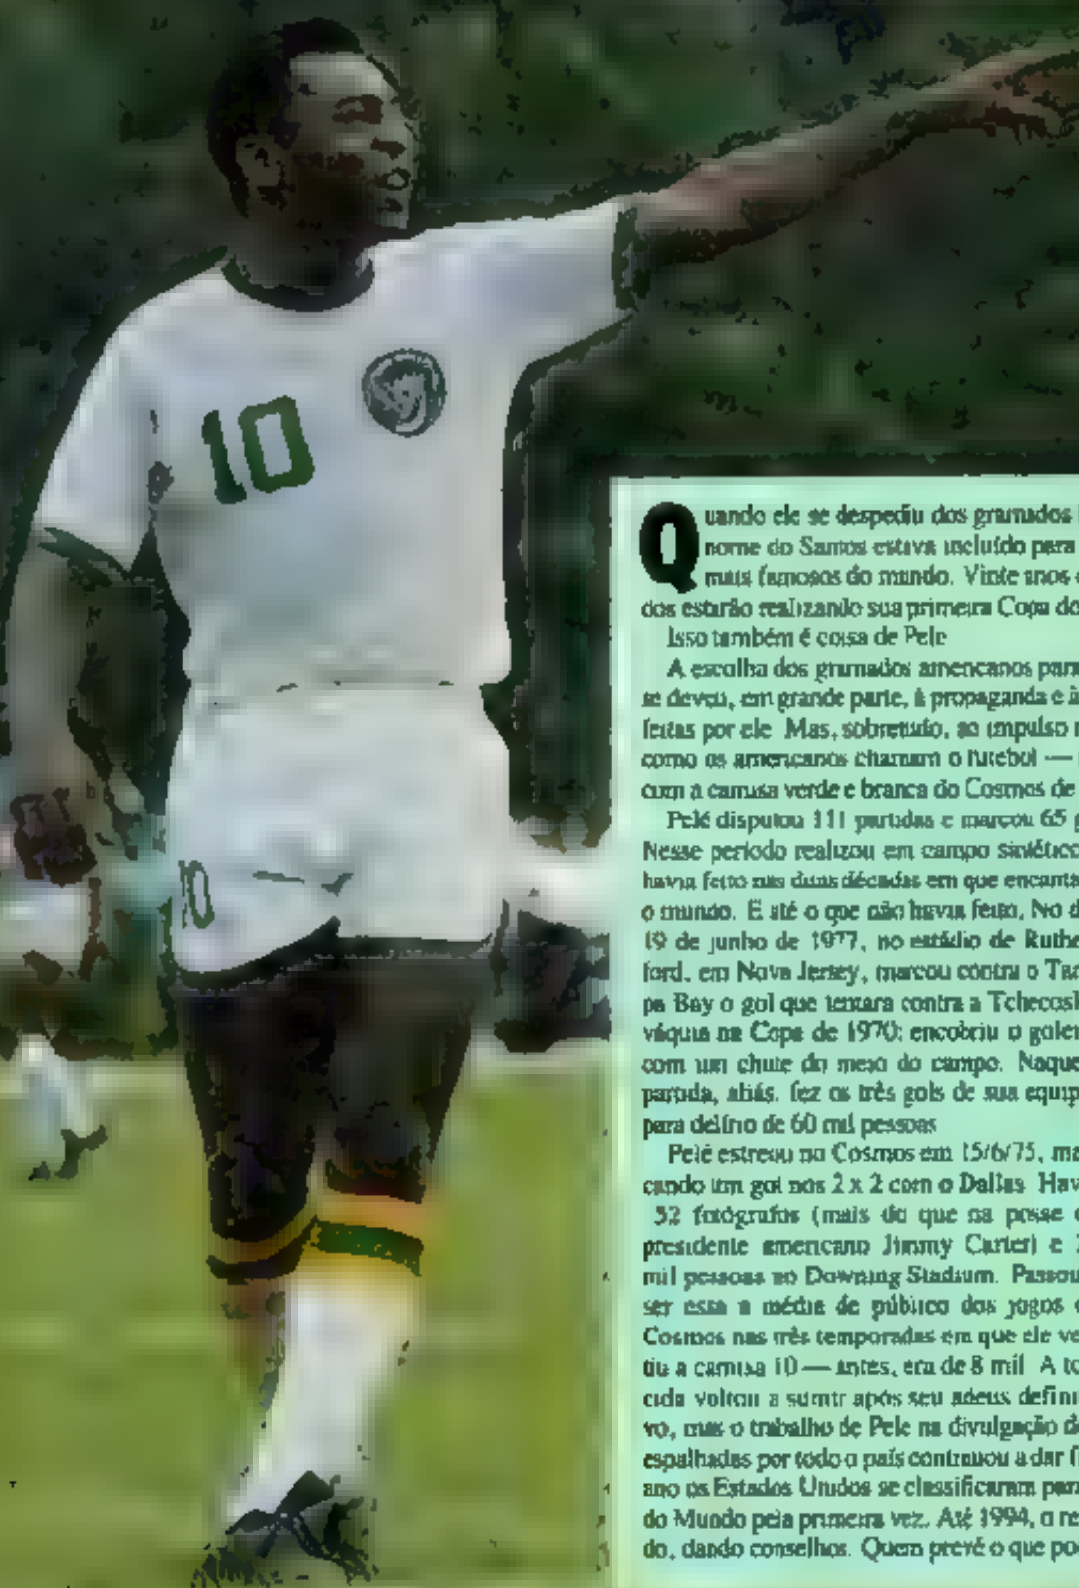 10
10
Quando ele se despediu dos gramados
nome do Santos estava incluído para
mais famosos do mundo. Vinte anos
dos estarão realizando sua primeira Copa do
Isso também é coisa de Pelé
A escolha dos gramados americanos para
se deveu, em grande parte, à propaganda e à
feitas por ele. Mas, sobretudo, ao impulso
como os americanos chamam o futebol —
com a camisa verde e branca do Cosmos de
Pelé disputou 111 partidas e marcou 65 g
Nesse período realizou em campo sintético
havia feito nas duas décadas em que encanta
o mundo. E até o que não havia feito. No d
19 de junho de 1977, no estádio de Ruthe
ford, em Nova Jersey, marcou contra o Tam
pa Bay o gol que tentara contra a Tchecosl
váquia na Copa de 1970: encobriu o golei
com um chute do meio do campo. Naque
partida, aliás, fez os três gols de sua equip
para delírio de 60 mil pessoas
Pelé estreou no Cosmos em 15/6/75, ma
cando um gol nos 2 x 2 com o Dallas. Hav
52 fotógrafos (mais do que na posse
presidente americano Jimmy Carter) e
mil pessoas no Downing Stadium. Passou
ser essa a média de público dos jogos
Cosmos nas três temporadas em que ele ve
tiu a camisa 10 — antes, era de 8 mil. A to
cida voltou a sumir após seu adeus defini
vo, mas o trabalho de Pelé na divulgação d
espalhadas por todo o país continuou a dar f
ano os Estados Unidos se classificaram para
do Mundo pela primeira vez. Até 1994, o re
do, dando conselhos. Quem prevê o que po